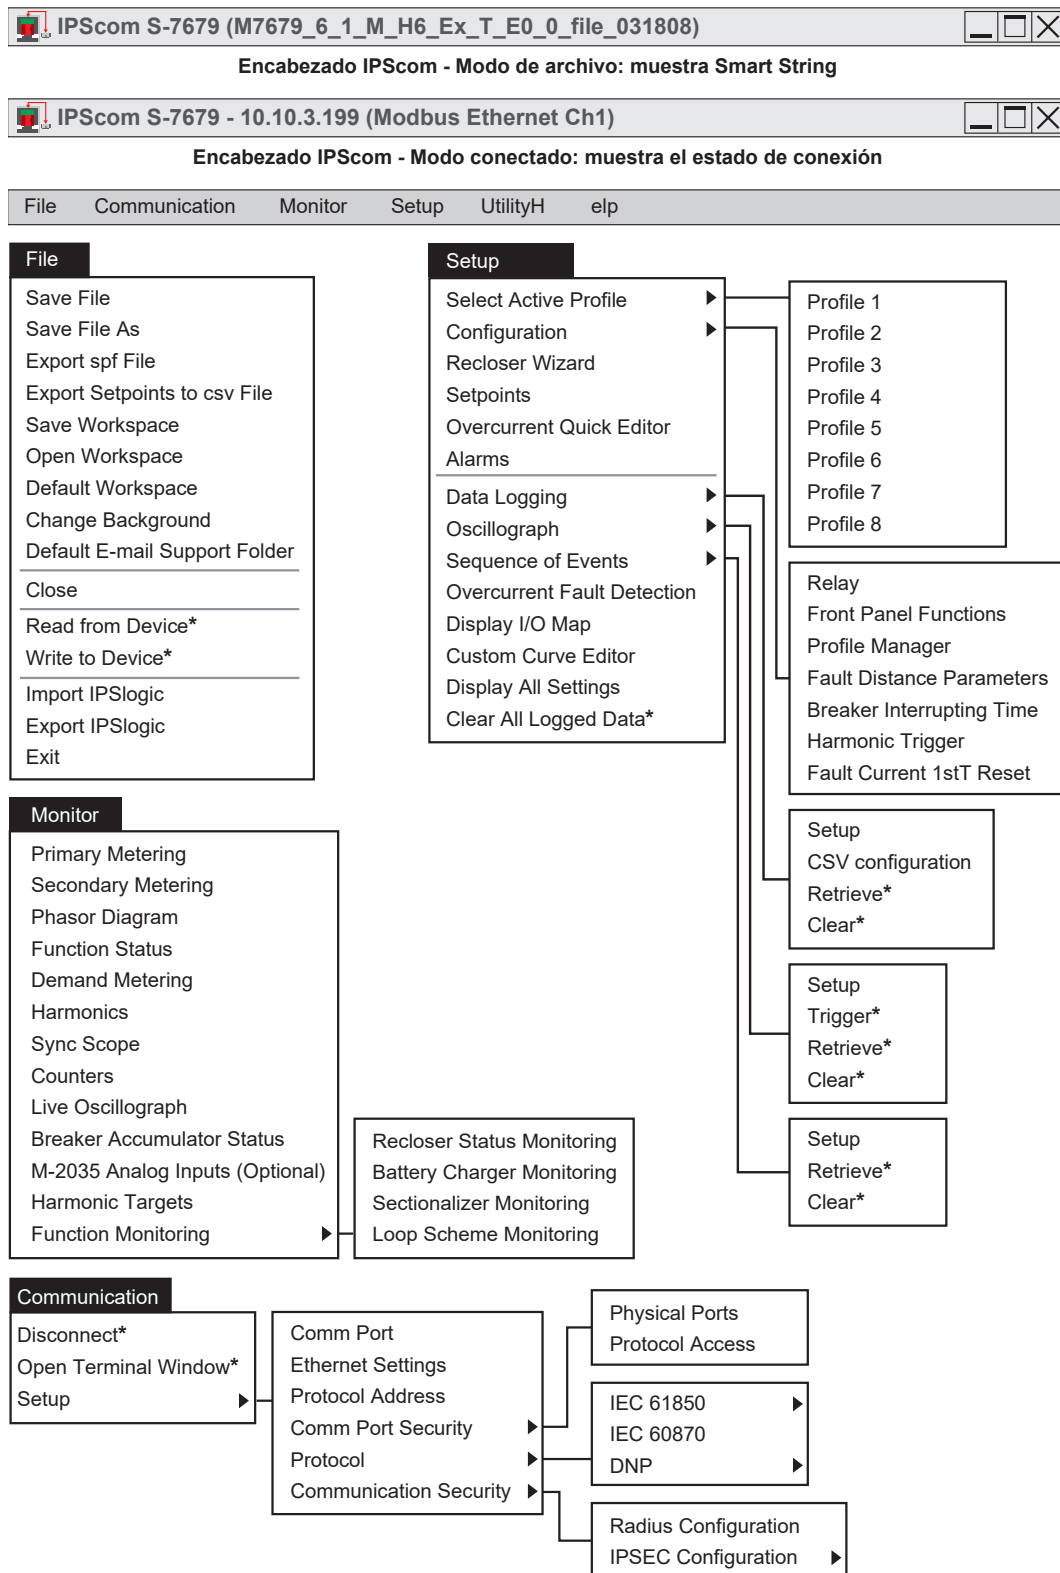 IPScom S-7679 (M7679_6_1_M_H6_Ex_T_E0_0_file_031808)
Encabezado IPScom - Modo de archivo: muestra Smart String
IPScom S-7679 - 10.10.3.199 (Modbus Ethernet Ch1)
Encabezado IPScom - Modo conectado: muestra el estado de conexión
File Communication Monitor Setup UtilityH elp
File
Save File
Save File As
Export spf File
Export Setpoints to csv File
Save Workspace
Open Workspace
Default Workspace
Change Background
Default E-mail Support Folder
Close
Read from Device*
Write to Device*
Import IPSlogic
Export IPSlogic
Exit
Setup
Select Active Profile
Configuration
Recloser Wizard
Setpoints
Overcurrent Quick Editor
Alarms
Data Logging
Oscillograph
Sequence of Events
Overcurrent Fault Detection
Display I/O Map
Custom Curve Editor
Display All Settings
Clear All Logged Data*
Profile 1
Profile 2
Profile 3
Profile 4
Profile 5
Profile 6
Profile 7
Profile 8
Relay
Front Panel Functions
Profile Manager
Fault Distance Parameters
Breaker Interrupting Time
Harmonic Trigger
Fault Current 1stT Reset
Setup
CSV configuration
Retrieve*
Clear*
Setup
Trigger*
Retrieve*
Clear*
Setup
Retrieve*
Clear*
Monitor
Primary Metering
Secondary Metering
Phasor Diagram
Function Status
Demand Metering
Harmonics
Sync Scope
Counters
Live Oscillograph
Breaker Accumulator Status
M-2035 Analog Inputs (Optional)
Harmonic Targets
Function Monitoring
Recloser Status Monitoring
Battery Charger Monitoring
Sectionalizer Monitoring
Loop Scheme Monitoring
Communication
Disconnect*
Open Terminal Window*
Setup
Comm Port
Ethernet Settings
Protocol Address
Comm Port Security
Protocol
Communication Security
Physical Ports
Protocol Access
IEC 61850
IEC 60870
DNP
Radius Configuration
IPSEC Configuration